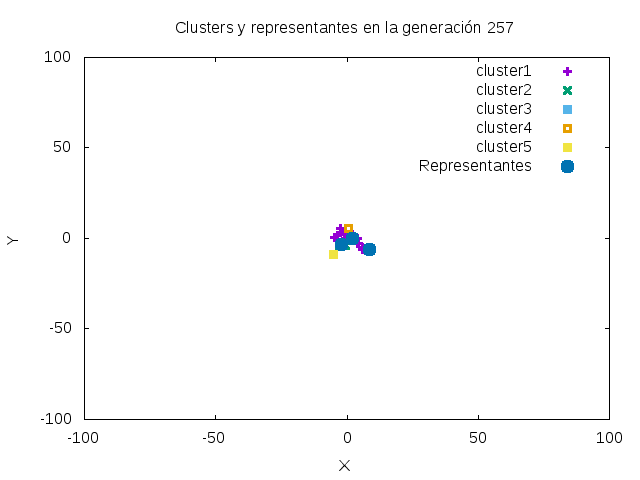 Clusters y representantes en la generación 257
100
50
0
-50
-100
-100
-50
0
50
100
Y
X
cluster1
cluster2
cluster3
cluster4
cluster5
Representantes